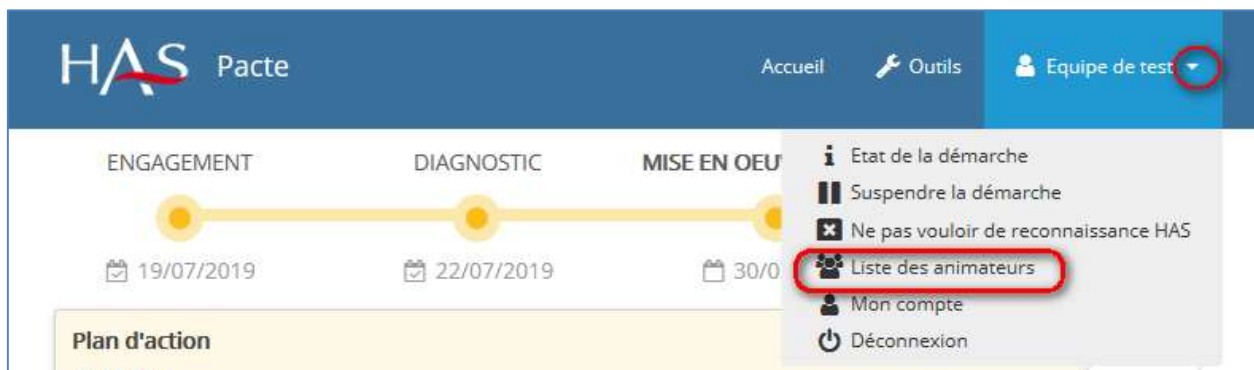 HAS Pacte Accueil Outils Equipe de test
ENGAGEMENT DIAGNOSTIC MISE EN OEU
19/07/2019 22/07/2019 30/0
Etat de la démarche
Suspendre la démarche
Ne pas vouloir de reconnaissance HAS
Liste des animateurs
Mon compte
Déconnexion
Plan d'action